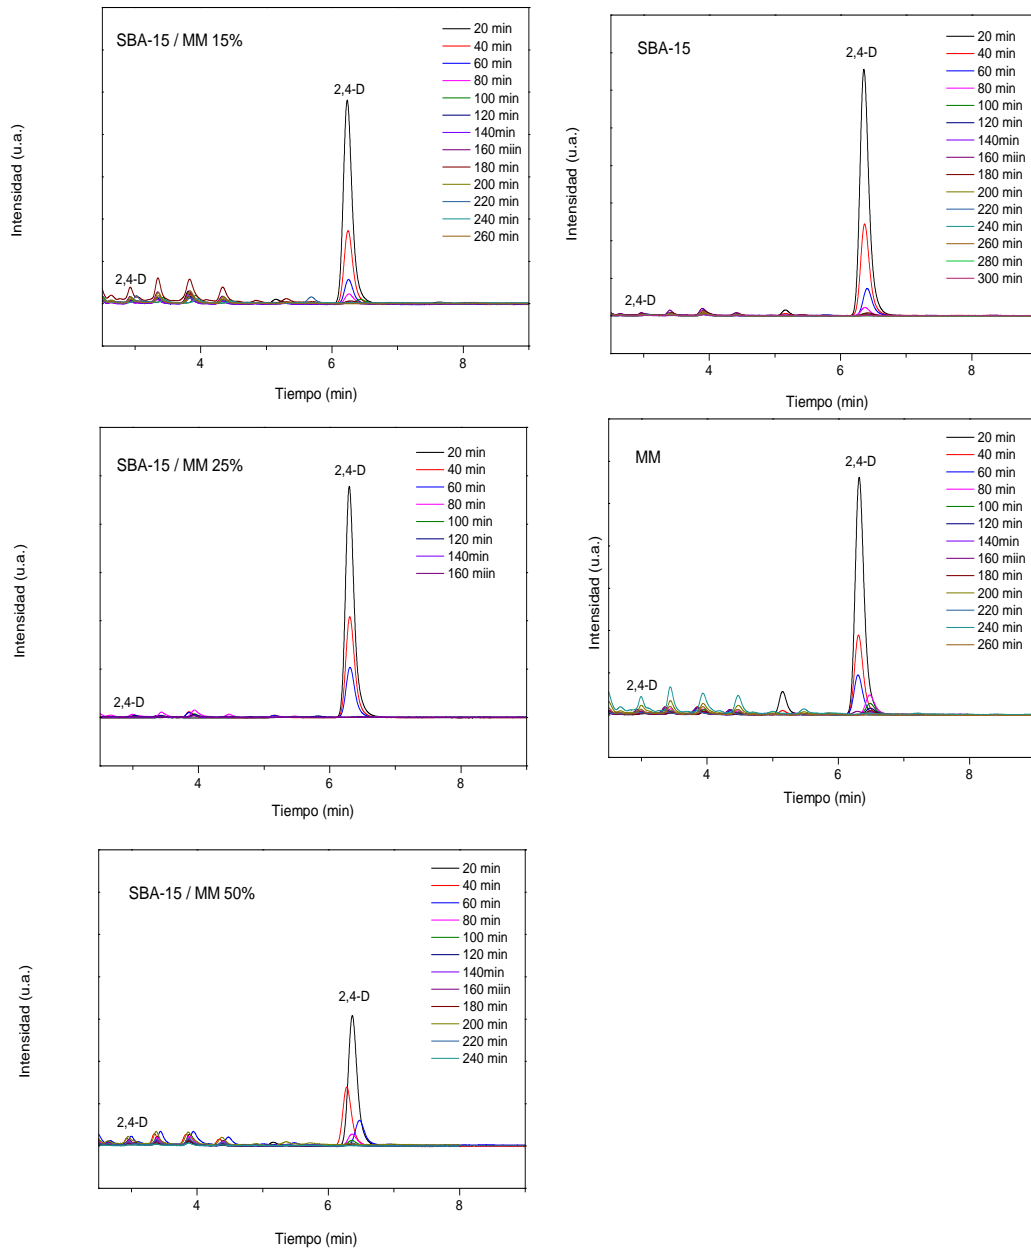 SBA-15 / MM 15%
2,4-D
2,4-D
20 min
40 min
60 min
80 min
100 min
120 min
140min
160 miin
180 min
200 min
220 min
240 min
260 min
Intensidad (u.a.)
4
6
8
Tiempo (min)
SBA-15
2,4-D
2,4-D
20 min
40 min
60 min
80 min
100 min
120 min
140min
160 miin
180 min
200 min
220 min
240 min
260 min
280 min
300 min
Intensidad (u.a.)
4
6
8
Tiempo (min)
SBA-15 / MM 25%
2,4-D
2,4-D
20 min
40 min
60 min
80 min
100 min
120 min
140min
160 miin
Intensidad (u.a.)
4
6
8
Tiempo (min)
MM
2,4-D
2,4-D
20 min
40 min
60 min
80 min
100 min
120 min
140min
160 miin
180 min
200 min
220 min
240 min
260 min
Intensidad (u.a.)
4
6
8
Tiempo (min)
SBA-15 / MM 50%
2,4-D
2,4-D
20 min
40 min
60 min
80 min
100 min
120 min
140min
160 miin
180 min
200 min
220 min
240 min
Intensidad (u.a.)
4
6
8
Tiempo (min)